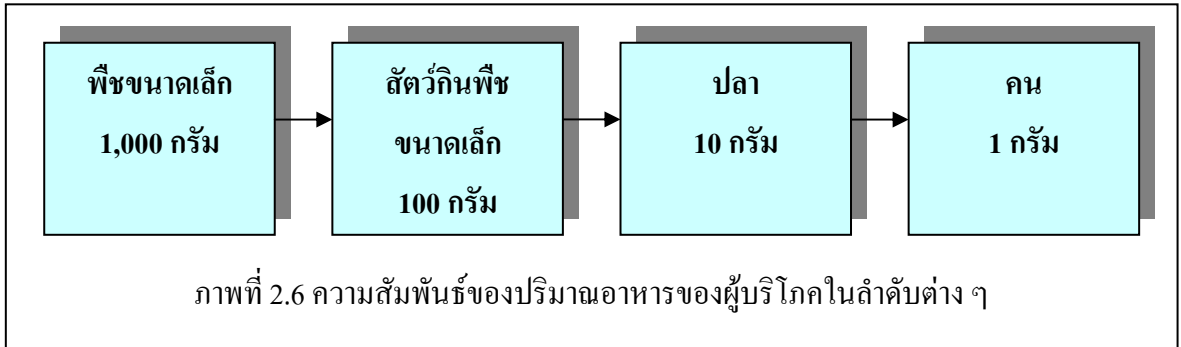 พืชขนาดเล็ก
1,000 กรัม
สัตว์กินพืช
ขนาดเล็ก
100 กรัม
ปลา
10 กรัม
คน
1 กรัม
ภาพที่ 2.6 ความสัมพันธ์ของปริมาณอาหารของผู้บริโภคในลำดับต่าง ๆ